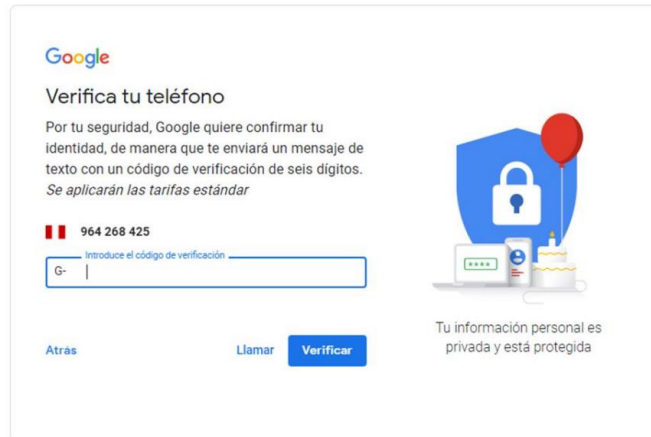 Google
Verifica tu teléfono
Por tu seguridad, Google quiere confirmar tu
identidad, de manera que te enviará un mensaje de
texto con un código de verificación de seis dígitos.
Se aplicarán las tarifas estándar
964 268 425
Introduce el código de verificación
G-
Atrás
Llamar
Verificar
****
Tu información personal es
privada y está protegida